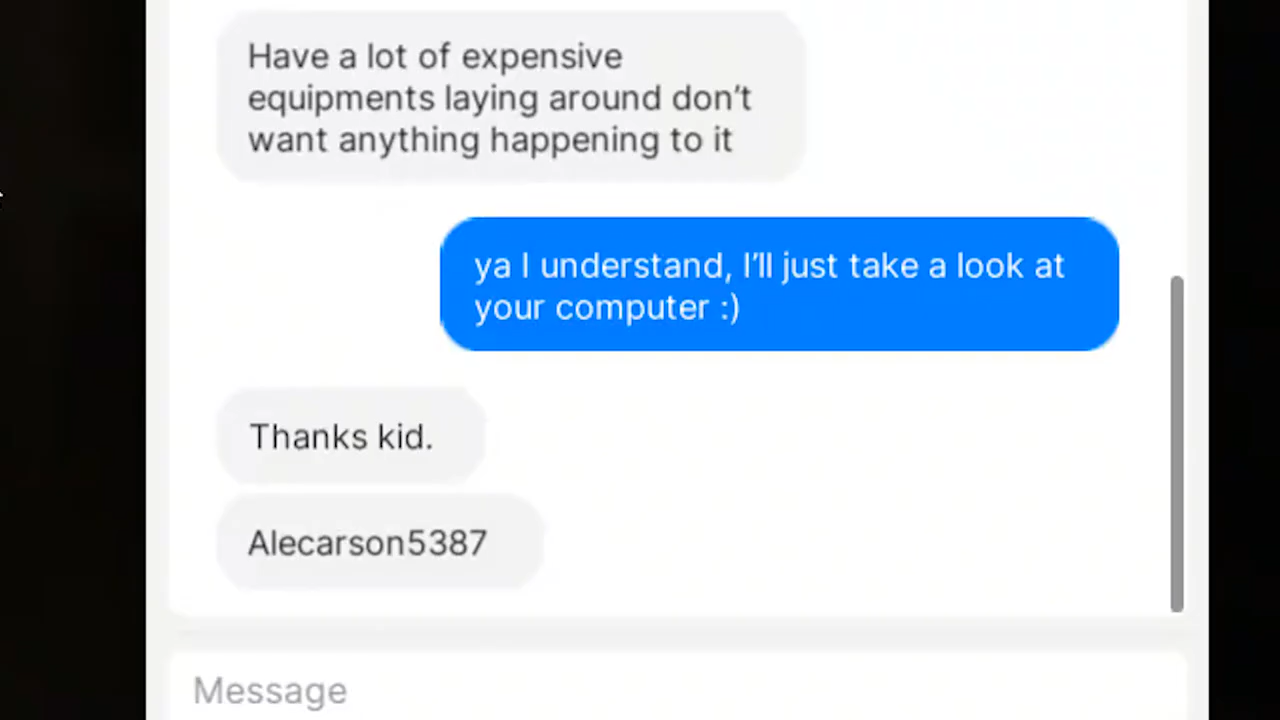 Have a lot of expensive
equipments laying around don’t
want anything happening to it
ya I understand, I’ll just take a look at
your computer :)
Thanks kid.
Alecarson5387
Message